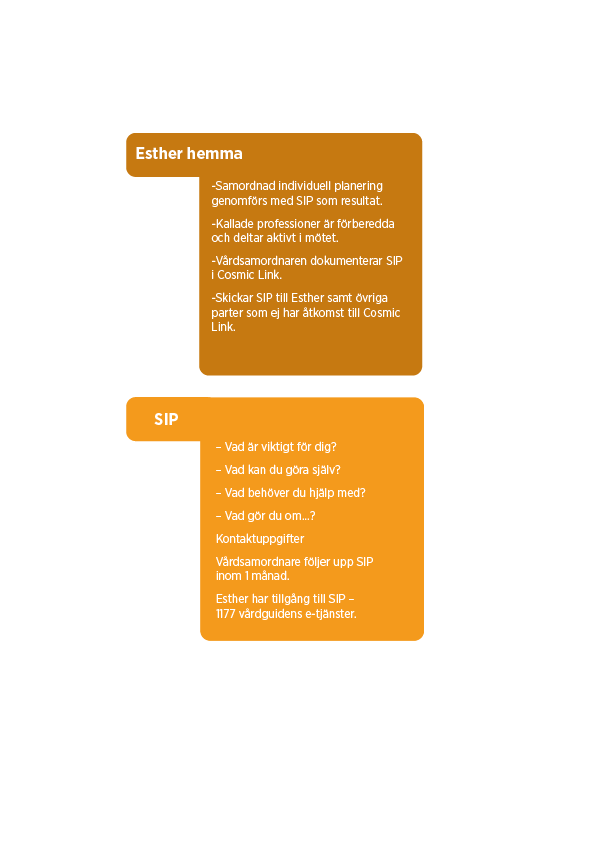 Esther hemma
-Samordnad individuell planering
genomförs med SIP som resultat.
-Kallade professioner är förberedda
och deltar aktivt i mötet.
-Vårdsamordnaren dokumenterar SIP
i Cosmic Link.
-Skickar SIP till Esther samt övriga
parter som ej har åtkomst till Cosmic
Link.
SIP
– Vad är viktigt för dig?
– Vad kan du göra själv?
– Vad behöver du hjälp med?
– Vad gör du om…?
Kontaktuppgifter
Vårdsamordnare följer upp SIP
inom 1 månad.
Esther har tillgång till SIP –
1177 vårdguidens e-tjänster.